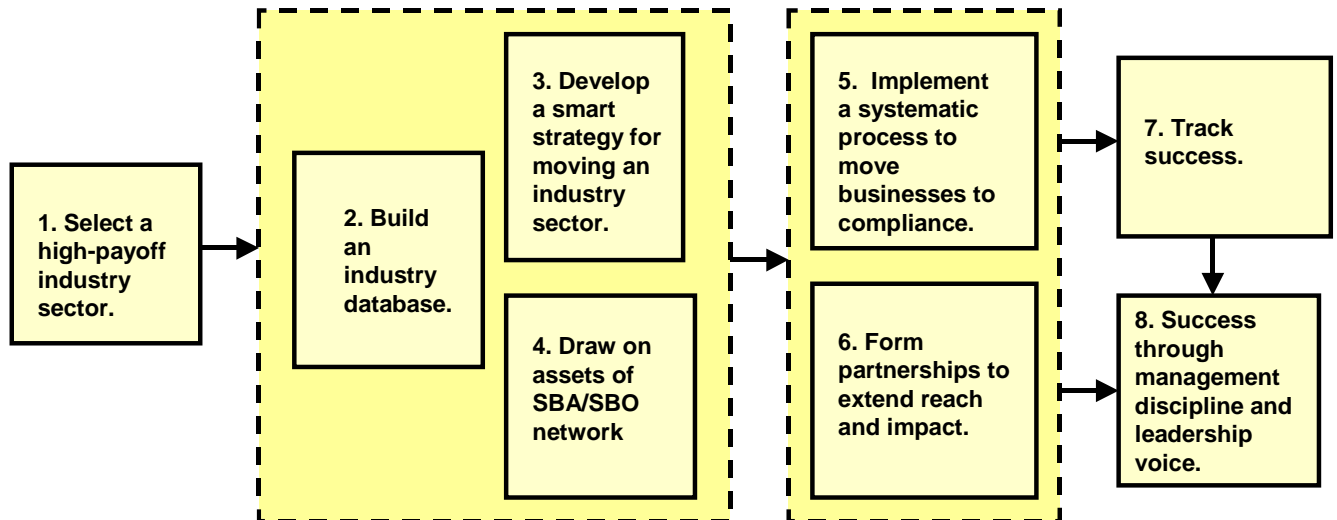 1. Select a
high-payoff
industry
sector.
2. Build
an
industry
database.
3. Develop
a smart
strategy for
moving an
industry
sector.
4. Draw on
assets of
SBA/SBO
network
5. Implement
a systematic
process to
move
businesses to
compliance.
6. Form
partnerships to
extend reach
and impact.
7. Track
success.
8. Success
through
management
discipline and
leadership
voice.